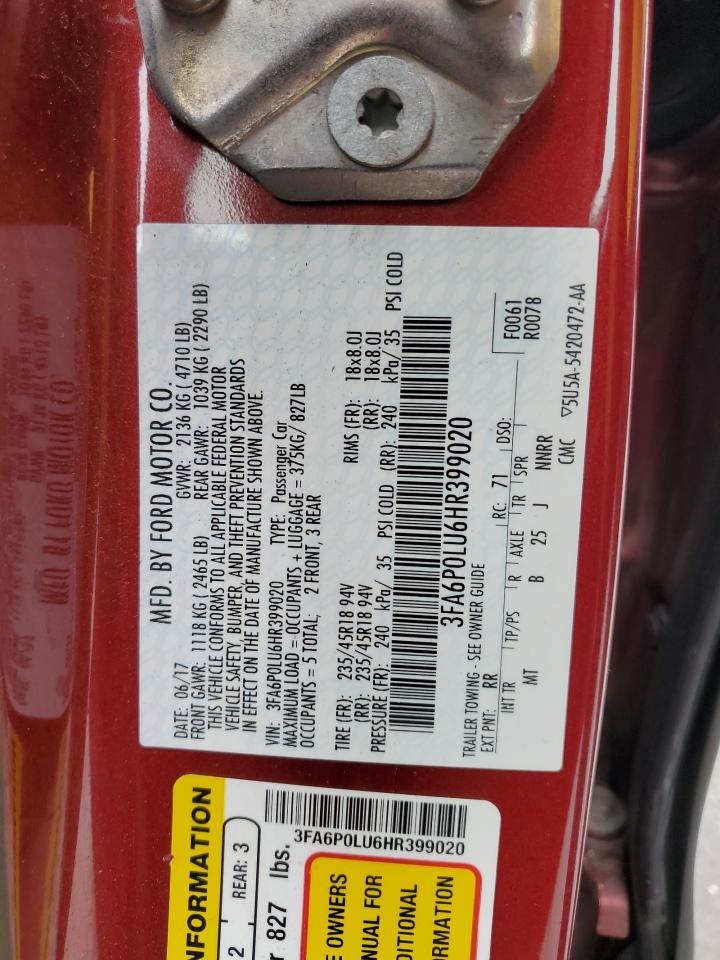 MFD. BY FORD MOTOR CO.
DATE: 06/17 GVWR: 2136 KG ( 4710 LB)
FRONT GAWR: 1118 KG ( 2465 LB) REAR GAWR: 1039 KG ( 2290 LB)
THIS VEHICLE CONFORMS TO ALL APPLICABLE FEDERAL MOTOR
VEHICLE SAFETY, BUMPER, AND THEFT PREVENTION STANDARDS
IN EFFECT ON THE DATE OF MANUFACTURE SHOWN ABOVE.
VIN: 3FA6P0LU6HR399020 TYPE: Passenger Car
MAXIMUM LOAD = OCCUPANTS + LUGGAGE = 375KG/ 827LB
OCCUPANTS = 5 TOTAL; 2 FRONT, 3 REAR
TIRE (FR): 235/45R18 94V RIMS (FR): 18x8.0J
(RR): 235/45R18 94V (RR): 18x8.0J
PRESSURE (FR): 240 kPa/ 35 PSI COLD (RR): 240 kPa/ 35 PSI COLD
3FA6P0LU6HR399020
TRAILER TOWING - SEE OWNER GUIDE
EXT PNT: RR RC: 71 DSO: F0061
R0078
INT TR TP/PS R AXLE TR SPR
MT B 25 J NNRR
CMC ▽5U5A-5420472-AA
NFORMATION
2 REAR: 3
r 827 lbs.
3FA6P0LU6HR399020
E OWNERS
NUAL FOR
DITIONAL
RMATION